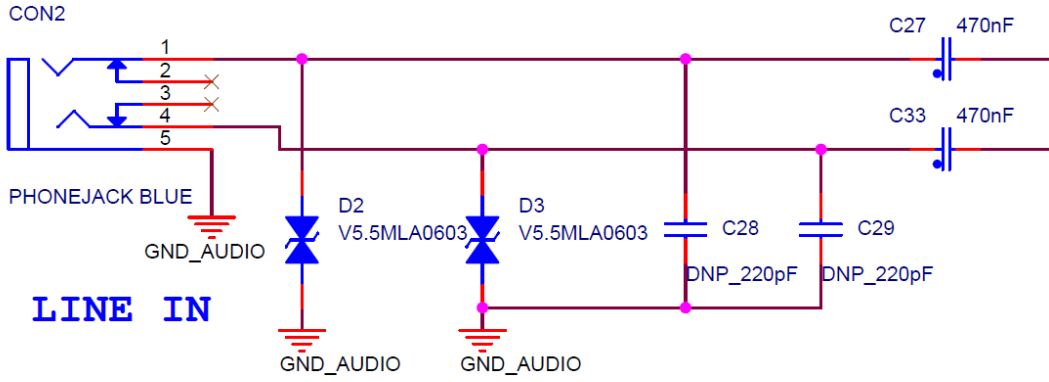 CON2
C27 470nF
1
2
3
4
5
C33 470nF
PHONEJACK BLUE
D2
V5.5MLA0603
D3
V5.5MLA0603
C28
C29
GND_AUDIO
DNP_220pF DNP_220pF
LINE IN
GND_AUDIO GND_AUDIO